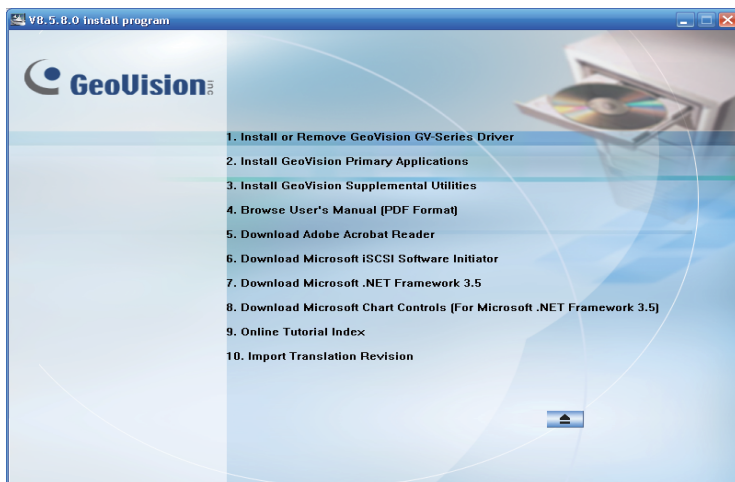 V8.5.8.0 install program
GeoVision Inc
1. Install or Remove GeoVision GV-Series Driver
2. Install GeoVision Primary Applications
3. Install GeoVision Supplemental Utilities
4. Browse User's Manual (PDF Format)
5. Download Adobe Acrobat Reader
6. Download Microsoft iSCSI Software Initiator
7. Download Microsoft .NET Framework 3.5
8. Download Microsoft Chart Controls (For Microsoft .NET Framework 3.5)
9. Online Tutorial Index
10. Import Translation Revision